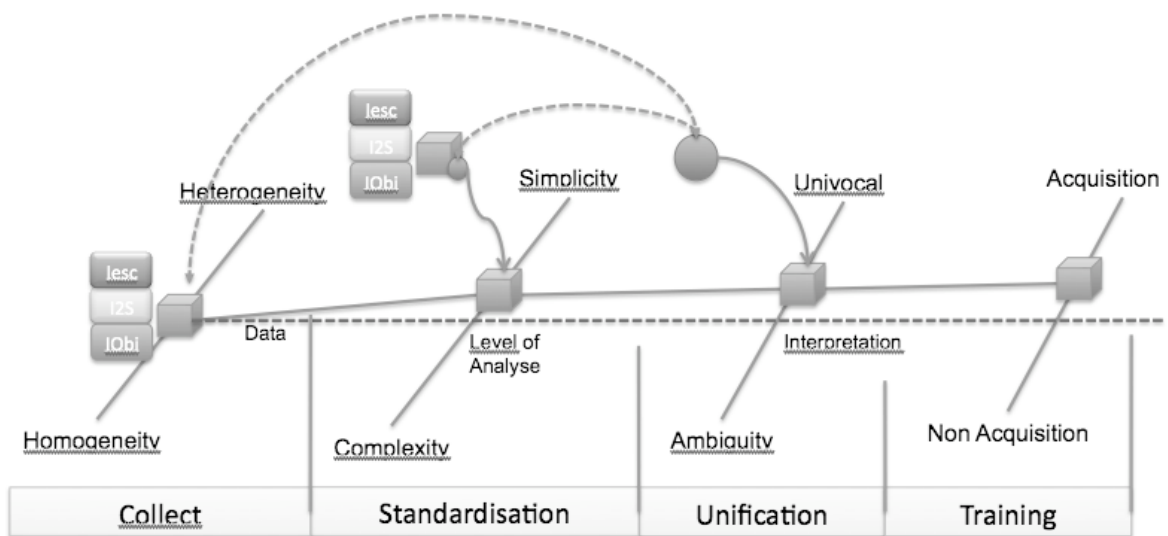 Iesc
I2S
IObi
Heterogeneity
Simplicity
Univocal
Acquisition
Iesc
I2S
IObi
Data
Level of
Analyse
Interpretation
Homogeneity
Complexity
Ambiguity
Non Acquisition
Collect
Standardisation
Unification
Training